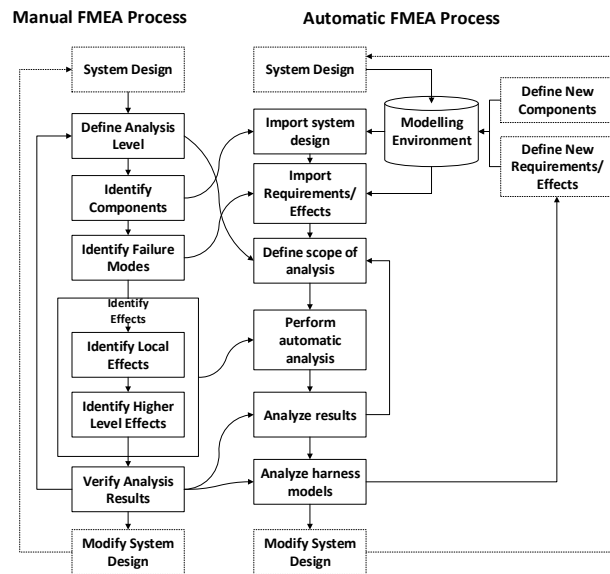 Manual FMEA Process
System Design
Define Analysis
Level
Identify
Components
Identify Failure
Modes
Identify
Effects
Identify Local
Effects
Identify Higher
Level Effects
Verify Analysis
Results
Modify System
Design
Automatic FMEA Process
System Design
Modelling
Environment
Define New
Components
Define New
Requirements/
Effects
Import system
design
Import
Requirements/
Effects
Define scope of
analysis
Perform
automatic
analysis
Analyze results
Analyze harness
models
Modify System
Design